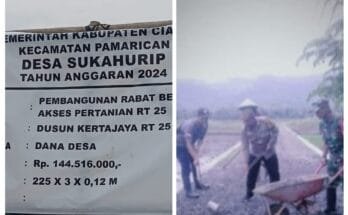 PEMERINTAH KABUPATEN CIA
KECAMATAN PAMARICAN
DESA SUKAHURIP
TAHUN ANGGARAN 2024
: PEMBANGUNAN RABAT BE
AKSES PERTANIAN RT 25
: DUSUN KERTAJAYA RT 25
A : DANA DESA
: Rp. 144.516.000,-
: 225 X 3 X 0,12 M
: